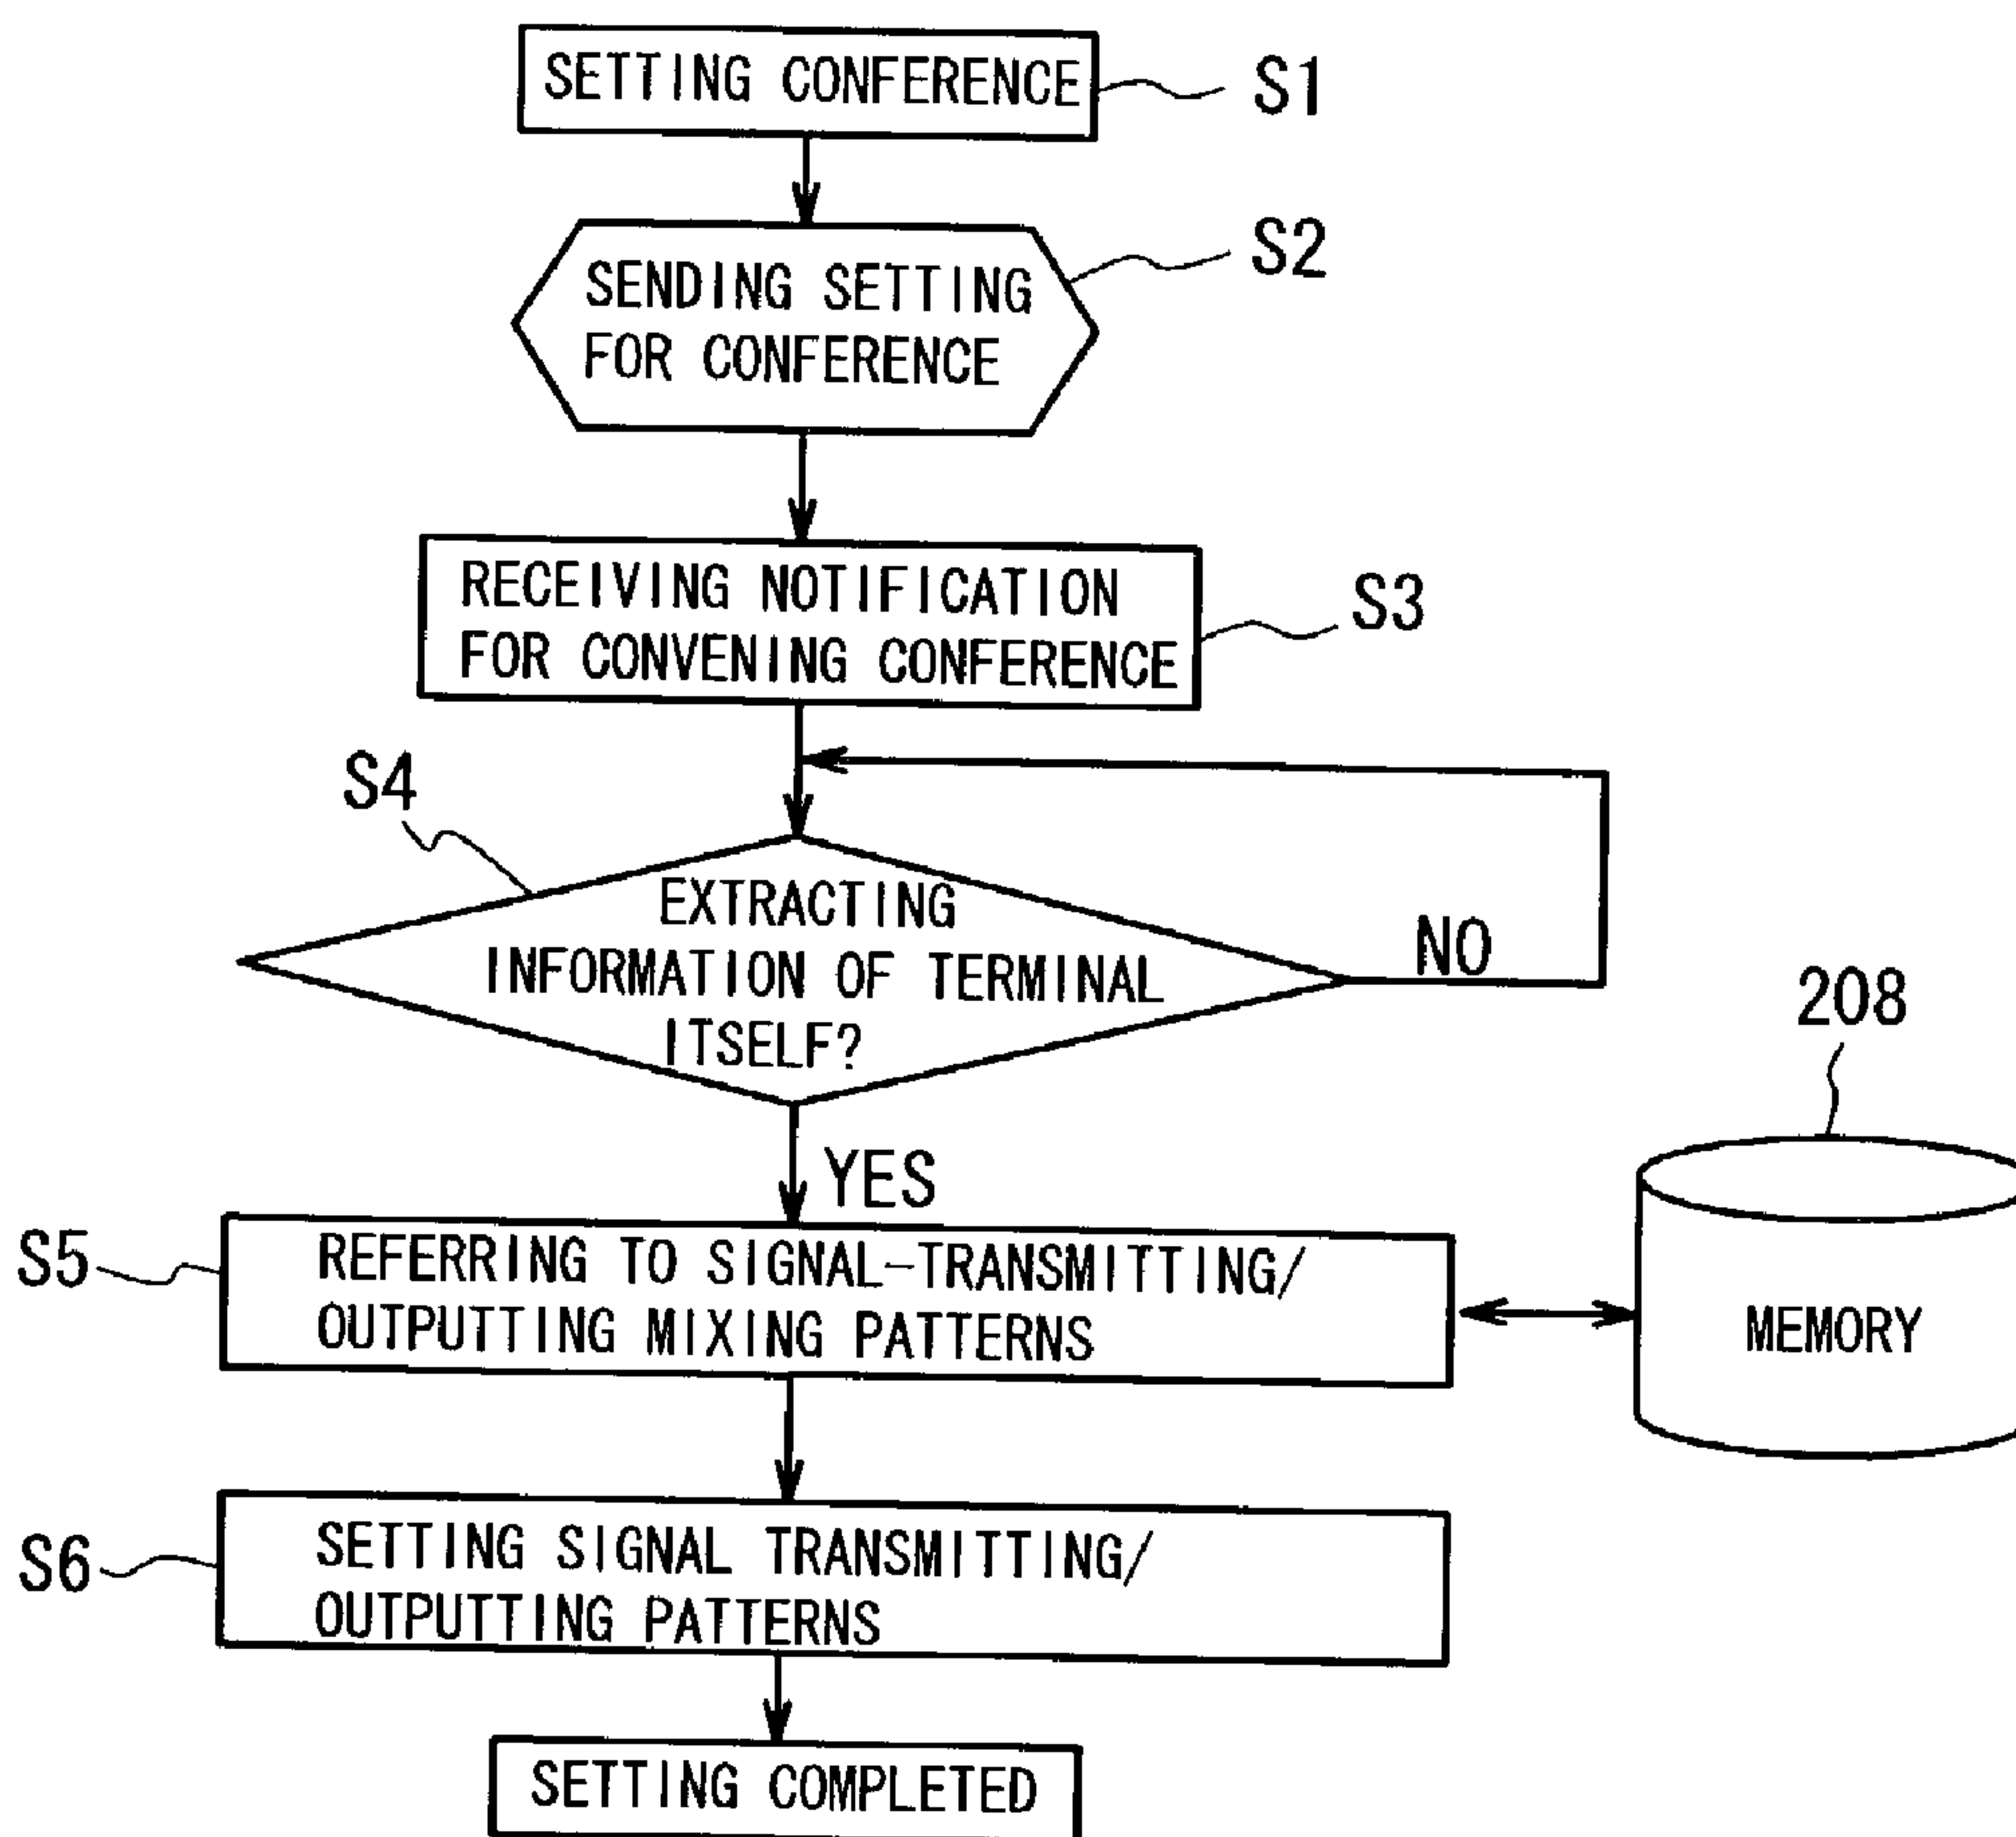 SETTING CONFERENCE
S1
SENDING SETTING
FOR CONFERENCE
S2
RECEIVING NOTIFICATION
FOR CONVENING CONFERENCE
S3
S4
EXTRACTING
INFORMATION OF TERMINAL
ITSELF?
NO
208
YES
S5
REFERRING TO SIGNAL-TRANSMITTING/
OUTPUTTING MIXING PATTERNS
MEMORY
S6
SETTING SIGNAL TRANSMITTING/
OUTPUTTING PATTERNS
SETTING COMPLETED